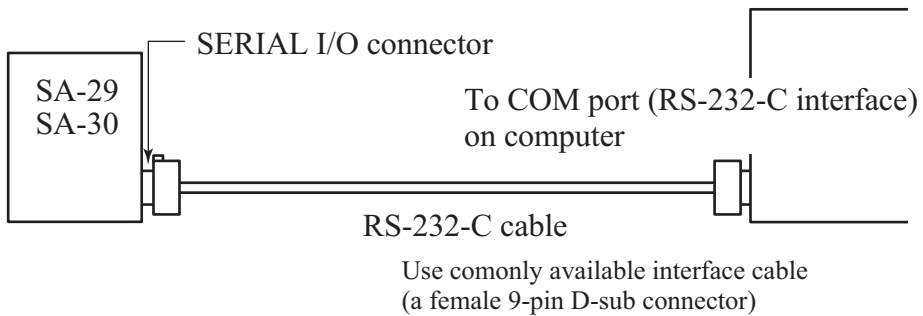 SERIAL I/O connector
SA-29
SA-30
To COM port (RS-232-C interface)
on computer
RS-232-C cable
Use comonly available interface cable
(a female 9-pin D-sub connector)